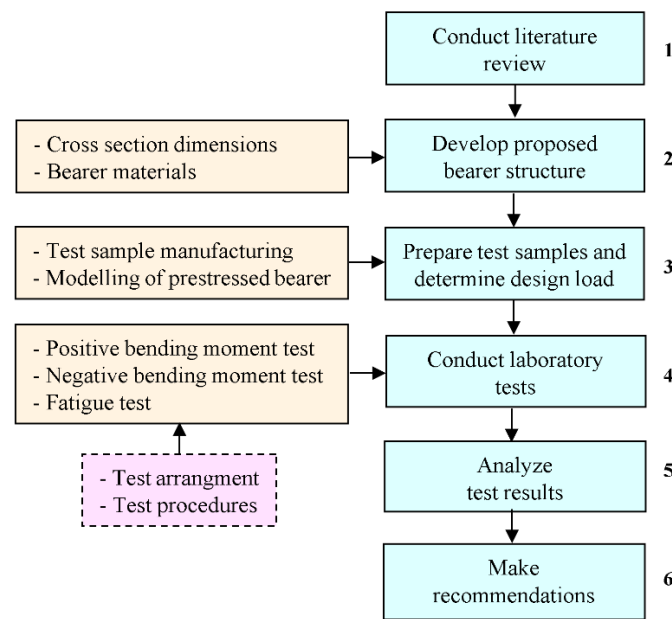 Conduct literature
review
1
- Cross section dimensions
- Bearer materials
Develop proposed
bearer structure
2
- Test sample manufacturing
- Modelling of prestressed bearer
Prepare test samples and
determine design load
3
- Positive bending moment test
- Negative bending moment test
- Fatigue test
Conduct laboratory
tests
4
- Test arrangment
- Test procedures
Analyze
test results
5
Make
recommendations
6